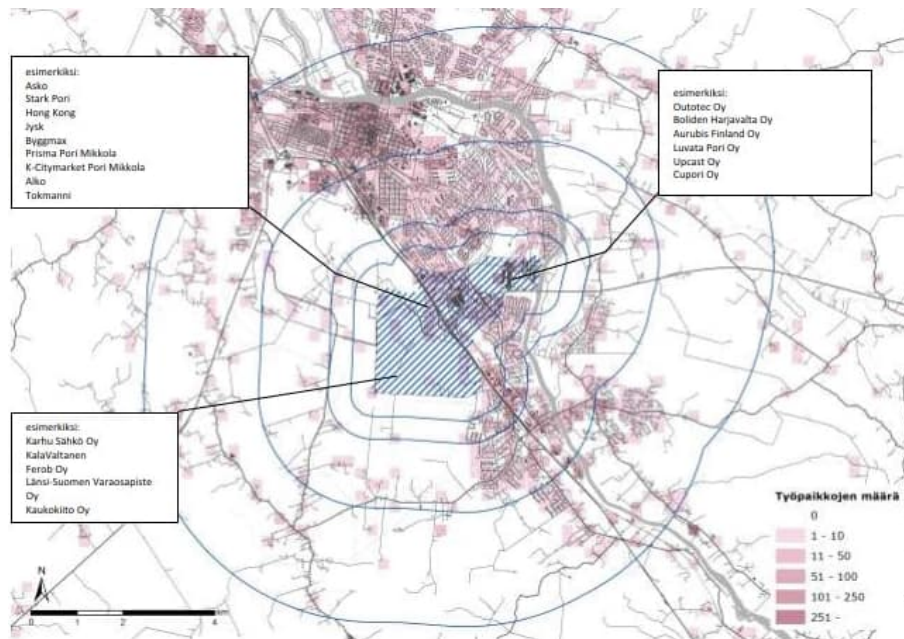 esimerkiksi:
Asko
Stark Pori
Hong Kong
Jysk
Byggmax
Prisma Pori Mikkola
K-Citymarket Pori Mikkola
Alko
Tokmanni
esimerkiksi:
Outotec Oy
Boliden Harjavalta Oy
Aurubis Finland Oy
Luvata Pori Oy
Upcast Oy
Cupori Oy
esimerkiksi:
Karhu Sähkö Oy
KalaValtanen
Ferob Oy
Länsi-Suomen Varaosapiste
Oy
Kaukokiito Oy
Työpaikkojen määrä
0
1 - 10
11 - 50
51 - 100
101 - 250
251 -
N
0 1 2 4